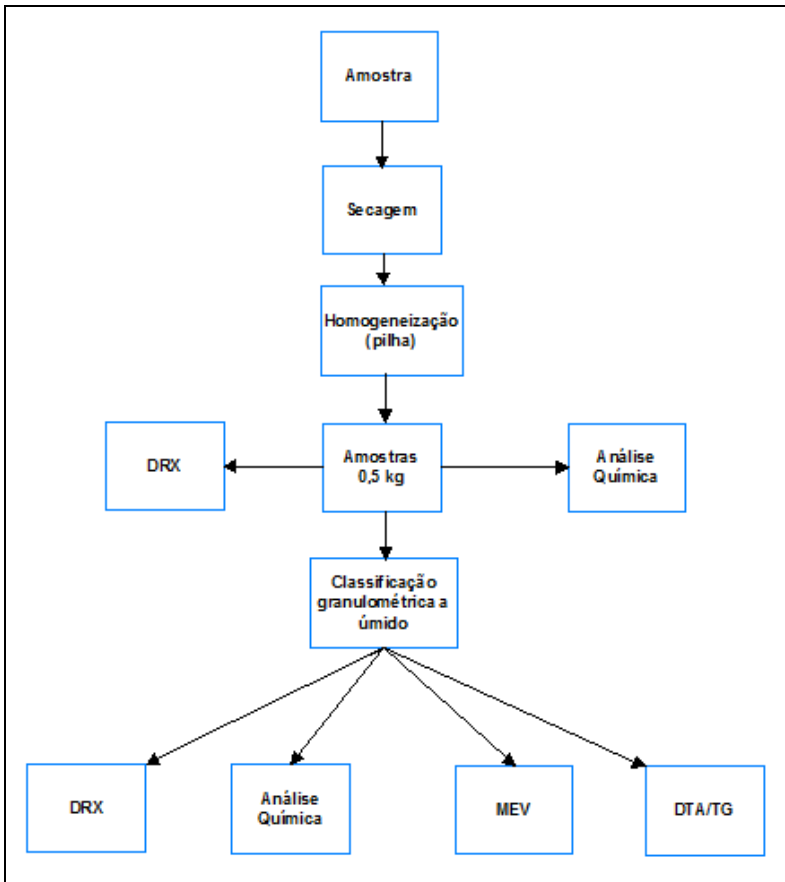 Amostra
Secagem
Homogeneização
(pilha)
DRX
Amostras
0,5 kg
Análise
Química
Classificação
granulométrica a
úmido
DRX
Análise
Química
MEV
DTA/TG